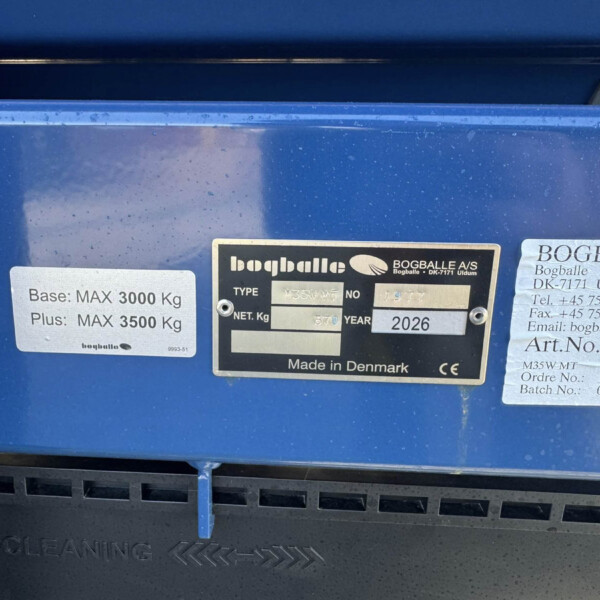 Base: MAX 3000 Kg
Plus: MAX 3500 Kg
bogballe
bogballe
BOGBALLE A/S
Bogballe • DK-7171 Uldum
TYPE
NO
NET. Kg
YEAR 2026
Made in Denmark CE
BOGB
Bogballe
DK-7171 U
Tel. +45 75
Fax +45 75
Email: bogb
Art.No.
M35W MT
Ordre No.:
Batch No.:
CLEANING